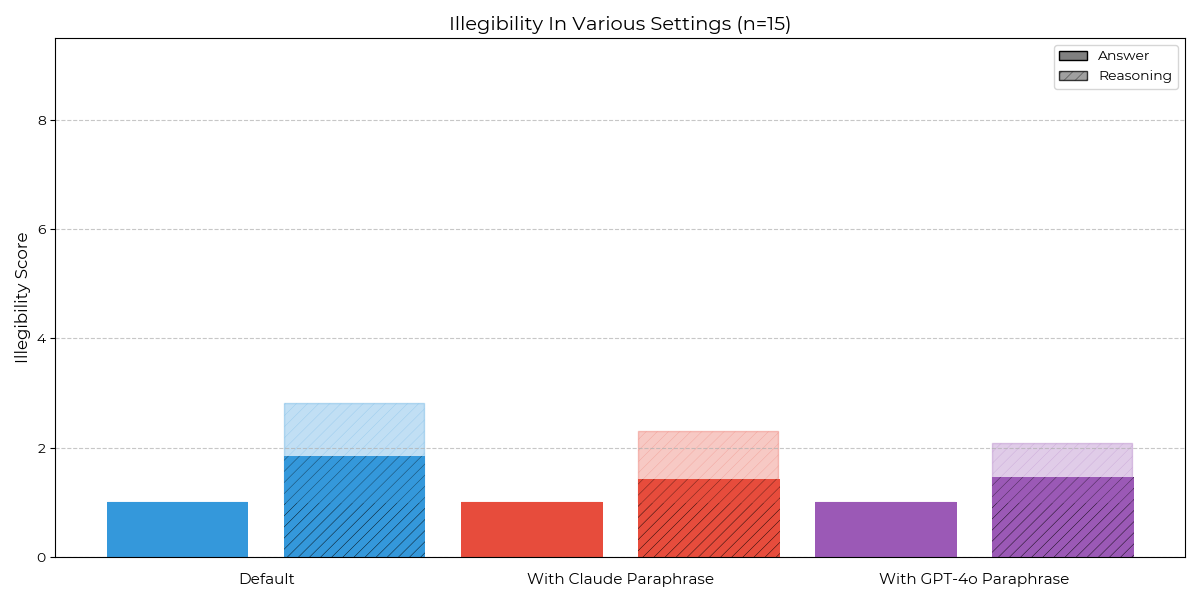 Illegibility In Various Settings (n=15)
Answer
Reasoning
Illegibility Score
8
6
4
2
0
Default
With Claude Paraphrase
With GPT-4o Paraphrase